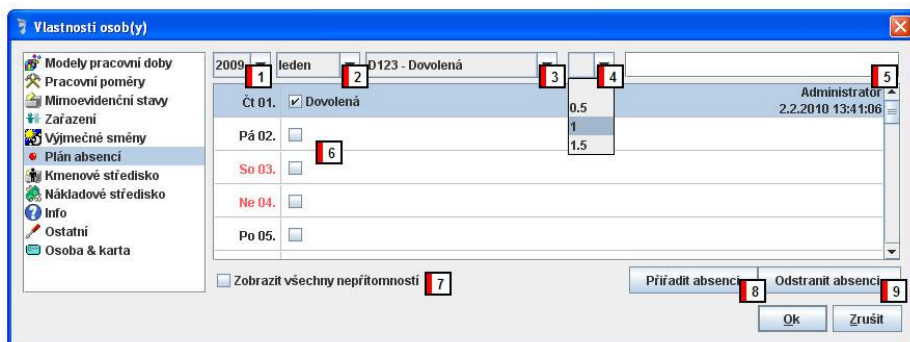 Vlastnosti osob(y)
Modely pracovní doby
Pracovní poměry
Mimoevidenční stavy
Zařazení
Výjmečné směny
Plán absencí
Kmenové středisko
Nákladové středisko
Info
Ostatní
Osoba & karta
2009 1 leden 2 D123 - Dovolená 3 4 5
0.5
1
1.5
Čt 01. Dovolená Administrátor
2.2.2010 13:41:06
Pá 02.
6
So 03.
Ne 04.
Po 05.
Zobrazit všechny nepřítomností 7
Přiřadit absenci 8 Odstranit absenci 9
Ok Zrušit